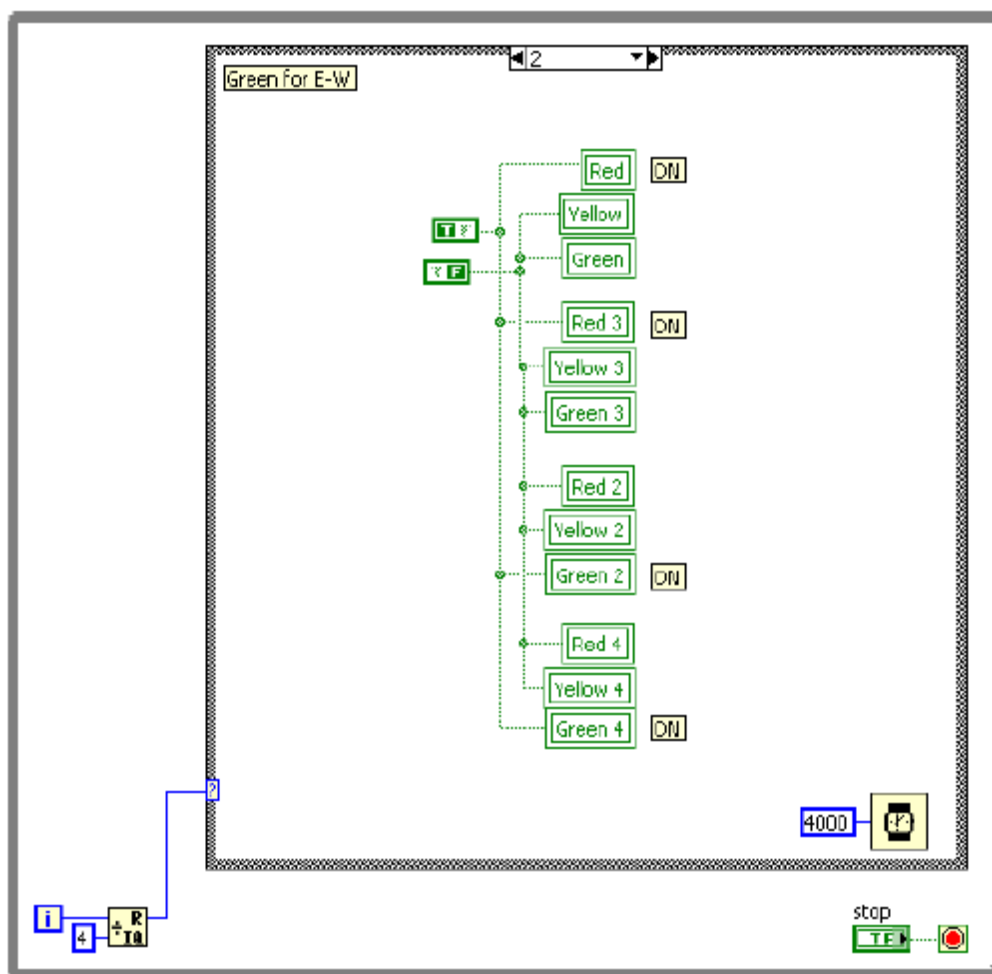 2
Green for E-W
Red ON
Yellow
T
Green
F
Red 3 ON
Yellow 3
Green 3
Red 2
Yellow 2
Green 2 ON
Red 4
Yellow 4
Green 4 ON
?
4000
i
4
R
IQ
stop
TF